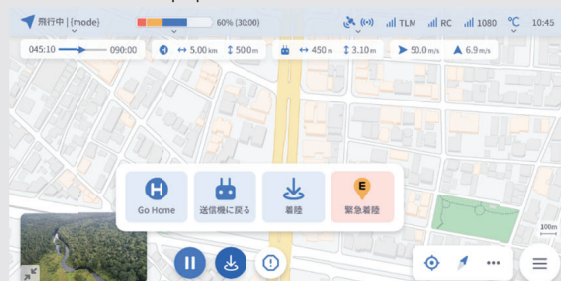 飛行中 | {node}
60% (30:00)
TLM
RC
1080
℃
10:45
045:10
090:00
5.00 km
500 m
450 m
3.10 m
50.0 m/s
6.9 m/s
H
Go Home
送信機に戻る
着陸
E
緊急着陸
100m